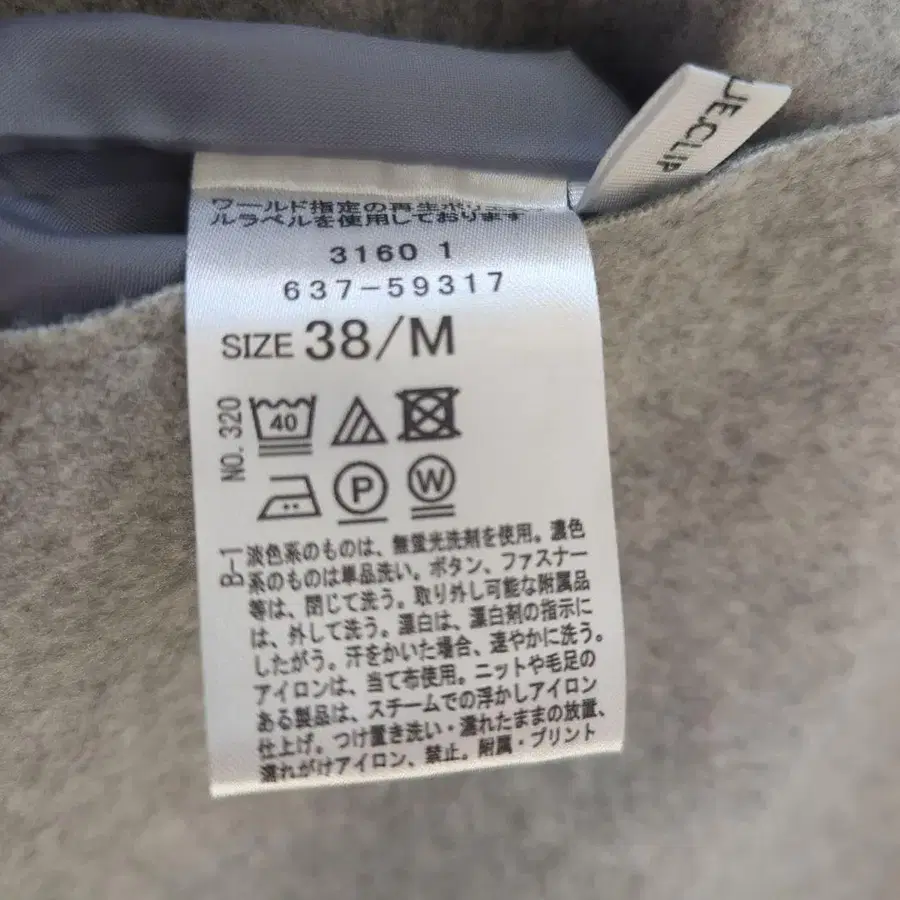 UE.CLIP
ワールド指定の再生ポリ
ルラベルを使用しております
3160 1
637-59317
SIZE 38/M
NO. 320
40
P
W
B-1
淡色系のものは、無蛍光洗剤を使用。濃色
系のものは単品洗い。ボタン、ファスナー
等は、閉じて洗う。取り外し可能な附属品
は、外して洗う。漂白は、漂白剤の指示に
したがう。汗をかいた場合、速やかに洗う。
アイロンは、当て布使用。ニットや毛足の
ある製品は、スチームでの浮かしアイロン
仕上げ。つけ置き洗い・濡れたままの放置、
濡れがけアイロン、禁止。附属・プリント